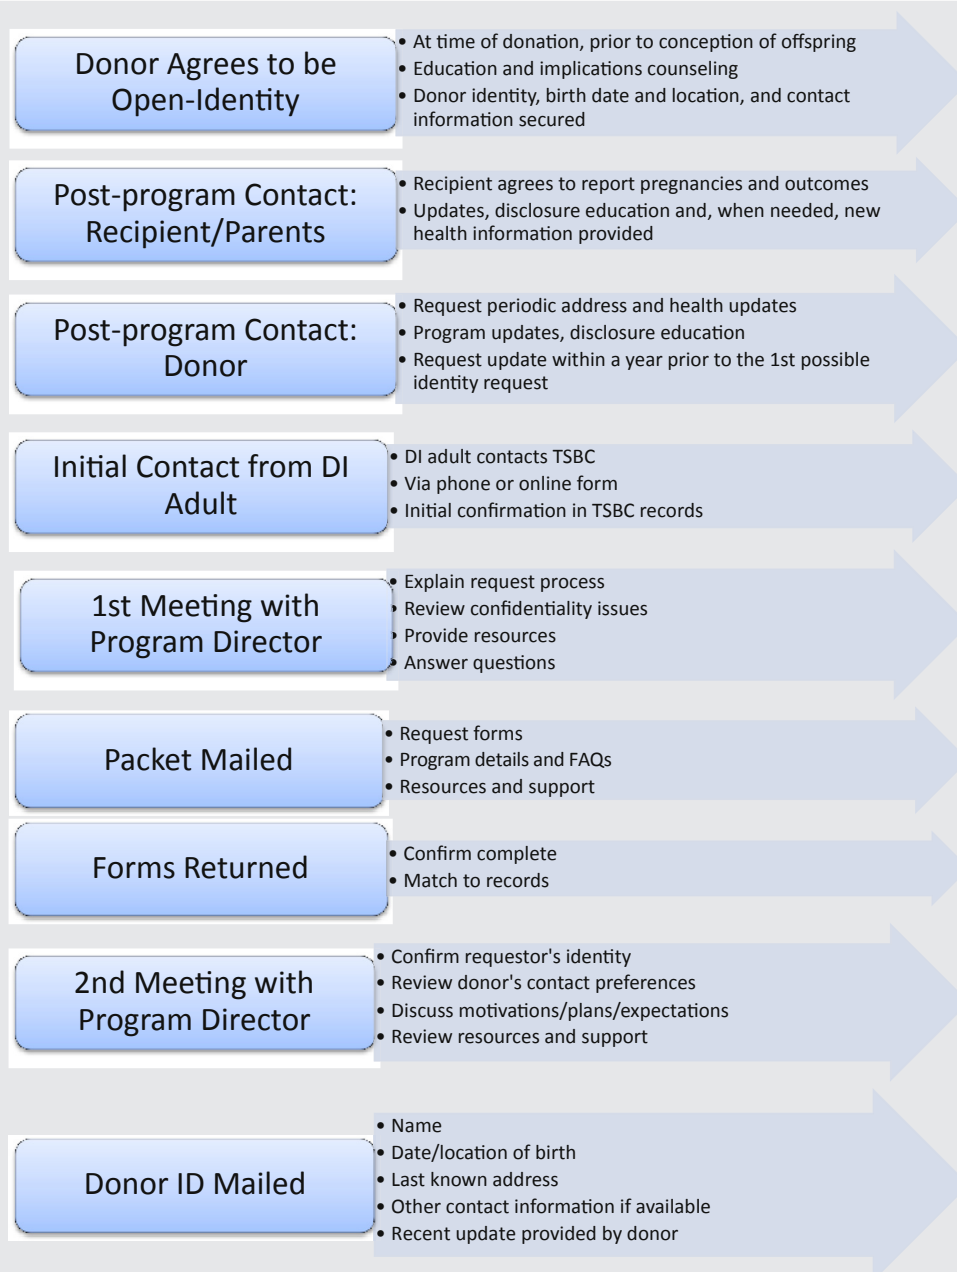 Donor Agrees to be
Open-Identity
• At time of donation, prior to conception of offspring
• Education and implications counseling
• Donor identity, birth date and location, and contact
information secured
Post-program Contact:
Recipient/Parents
• Recipient agrees to report pregnancies and outcomes
• Updates, disclosure education and, when needed, new
health information provided
Post-program Contact:
Donor
• Request periodic address and health updates
• Program updates, disclosure education
• Request update within a year prior to the 1st possible
identity request
Initial Contact from DI
Adult
• DI adult contacts TSBC
• Via phone or online form
• Initial confirmation in TSBC records
1st Meeting with
Program Director
• Explain request process
• Review confidentiality issues
• Provide resources
• Answer questions
Packet Mailed
• Request forms
• Program details and FAQs
• Resources and support
Forms Returned
• Confirm complete
• Match to records
2nd Meeting with
Program Director
• Confirm requestor's identity
• Review donor's contact preferences
• Discuss motivations/plans/expectations
• Review resources and support
Donor ID Mailed
• Name
• Date/location of birth
• Last known address
• Other contact information if available
• Recent update provided by donor